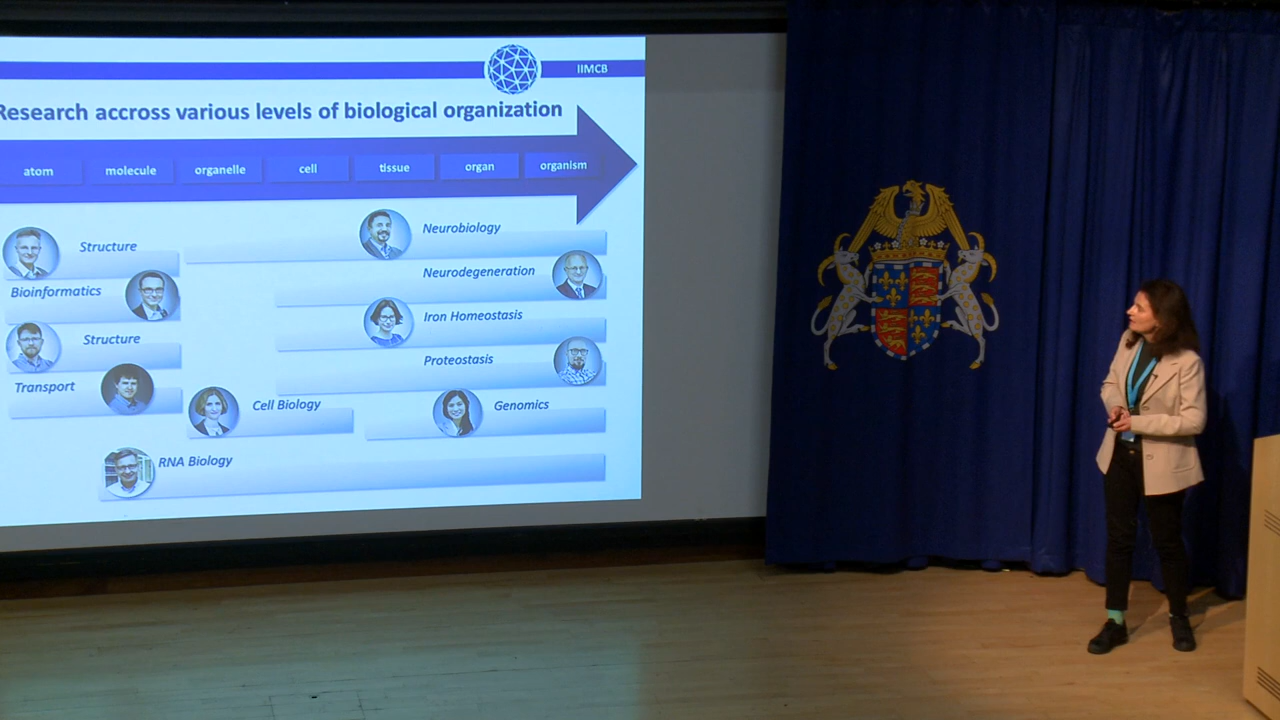 IIMCB
Research accross various levels of biological organization
atom molecule organelle cell tissue organ organism
Neurobiology
Structure
Neurodegeneration
Bioinformatics
Iron Homeostasis
Structure
Proteostasis
Transport
Cell Biology
Genomics
RNA Biology